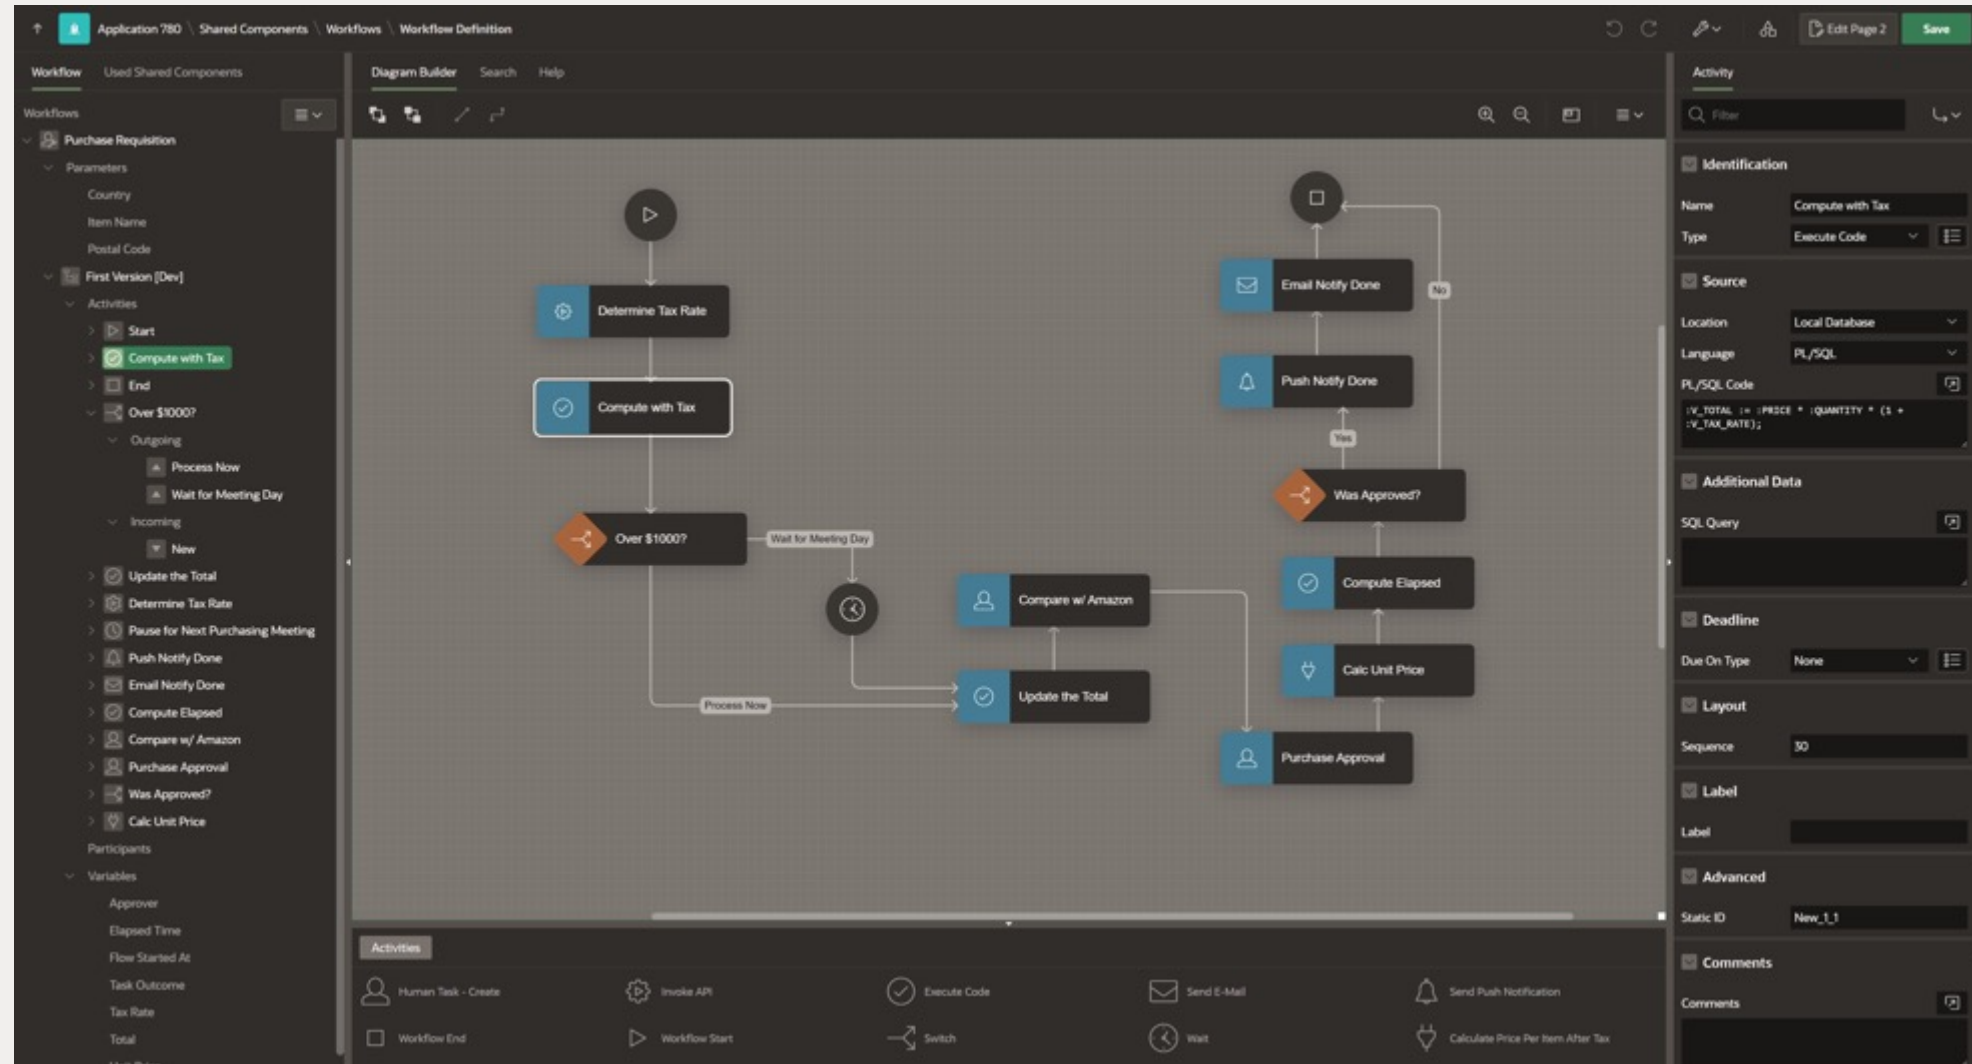 Application 780 \ Shared Components \ Workflows \ Workflow Definition
Edit Page 2
Save
Workflow
Used Shared Components
Workflows
Purchase Requisition
Parameters
Country
Item Name
Postal Code
First Version [Dev]
Activities
Start
Compute with Tax
End
Over $1000?
Outgoing
Process Now
Wait for Meeting Day
Incoming
New
Update the Total
Determine Tax Rate
Pause for Next Purchasing Meeting
Push Notify Done
Email Notify Done
Compute Elapsed
Compare w/ Amazon
Purchase Approval
Was Approved?
Calc Unit Price
Participants
Variables
Approver
Elapsed Time
Flow Started At
Task Outcome
Tax Rate
Total
Diagram Builder
Search
Help
Determine Tax Rate
Compute with Tax
Over $1000?
Wait for Meeting Day
Process Now
Compare w/ Amazon
Update the Total
Email Notify Done
No
Push Notify Done
Yes
Was Approved?
Compute Elapsed
Calc Unit Price
Purchase Approval
Activities
Human Task - Create
Invoke API
Execute Code
Send E-Mail
Send Push Notification
Workflow End
Workflow Start
Switch
Wait
Calculate Price Per Item After Tax
Activity
Filter
Identification
Name
Compute with Tax
Type
Execute Code
Source
Location
Local Database
Language
PL/SQL
PL/SQL Code
:V_TOTAL := :PRICE * :QUANTITY * (1 +
:V_TAX_RATE);
Additional Data
SQL Query
Deadline
Due On Type
None
Layout
Sequence
30
Label
Label
Advanced
Static ID
New_1_1
Comments
Comments